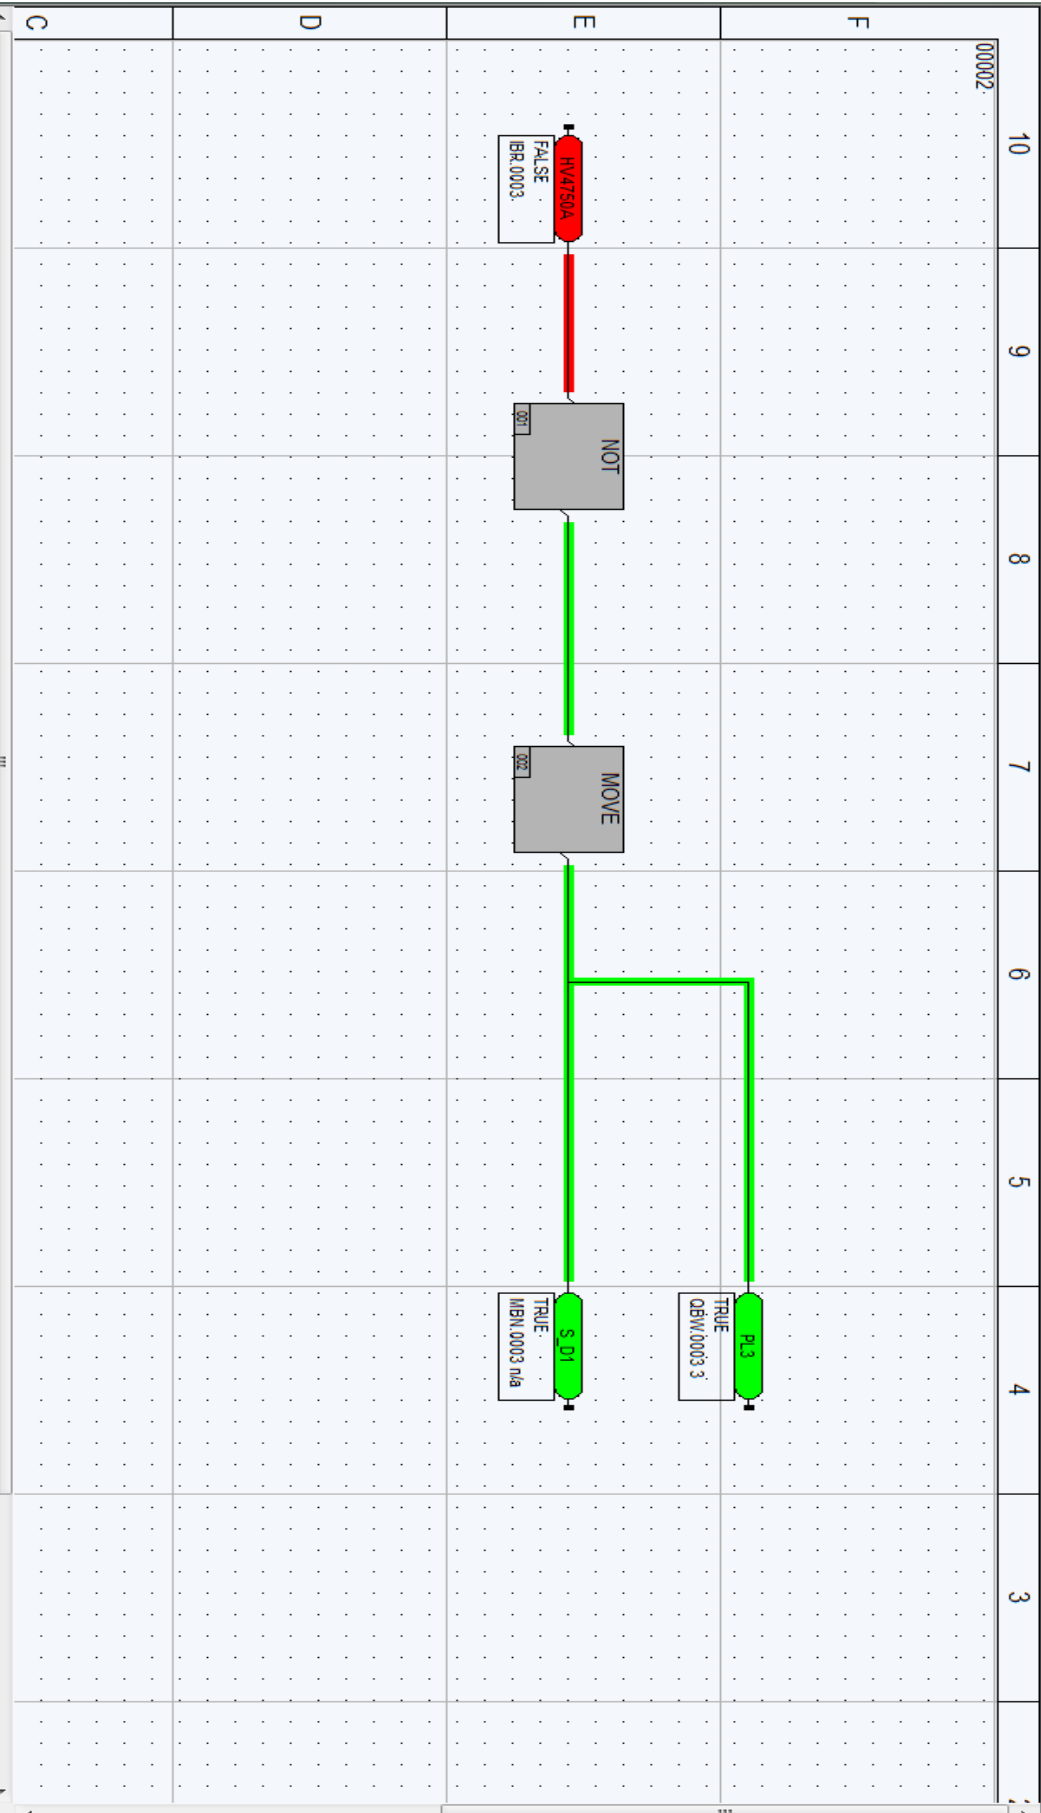 C
D
E
F
00002
10
9
8
7
6
5
4
3
HV4750A
FALSE
IBR.0003
NOT
001
MOVE
002
PL3
TRUE
QBW.0003 3
S_D1
TRUE
MBN.0003 n/a